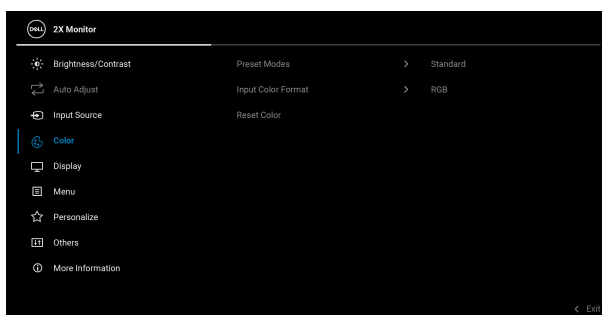 DELL 2X Monitor
Brightness/Contrast Preset Modes > Standard
Auto Adjust Input Color Format > RGB
Input Source Reset Color
Color
Display
Menu
Personalize
Others
More Information
< Exit